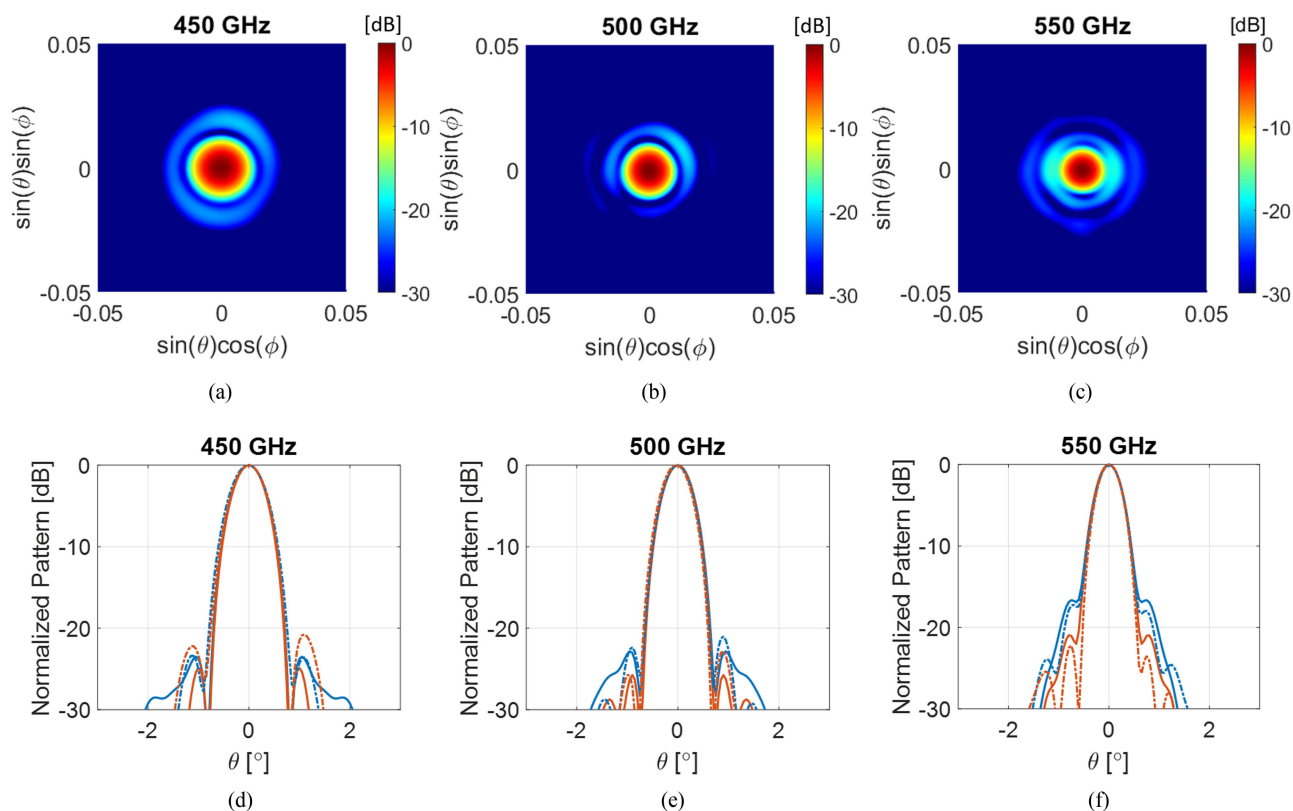 450 GHz
[dB]
0.05
0
-0.05
sin(θ)sin(ϕ)
-0.05
0
0.05
sin(θ)cos(ϕ)
0
-10
-20
-30
(a)
500 GHz
[dB]
0.05
0
-0.05
sin(θ)sin(ϕ)
-0.05
0
0.05
sin(θ)cos(ϕ)
0
-10
-20
-30
(b)
550 GHz
[dB]
0.05
0
-0.05
sin(θ)sin(ϕ)
-0.05
0
0.05
sin(θ)cos(ϕ)
0
-10
-20
-30
(c)
450 GHz
Normalized Pattern [dB]
0
-10
-20
-30
-2
0
2
θ [°]
(d)
500 GHz
Normalized Pattern [dB]
0
-10
-20
-30
-2
0
2
θ [°]
(e)
550 GHz
Normalized Pattern [dB]
0
-10
-20
-30
-2
0
2
θ [°]
(f)